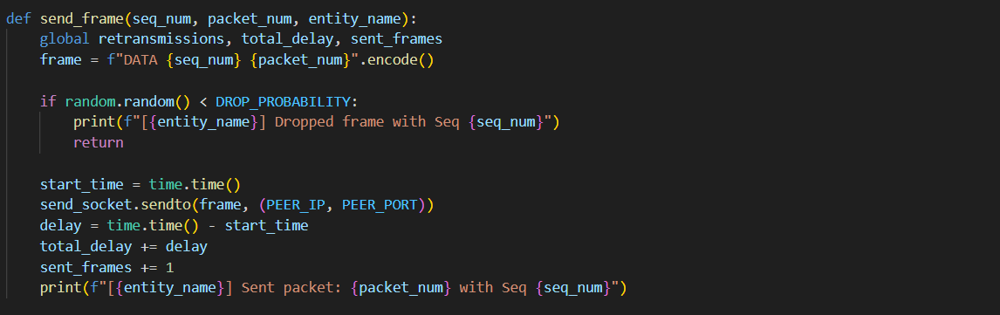 def send_frame(seq_num, packet_num, entity_name):
    global retransmissions, total_delay, sent_frames
    frame = f"DATA {seq_num} {packet_num}".encode()

    if random.random() < DROP_PROBABILITY:
        print(f"[{entity_name}] Dropped frame with Seq {seq_num}")
        return

    start_time = time.time()
    send_socket.sendto(frame, (PEER_IP, PEER_PORT))
    delay = time.time() - start_time
    total_delay += delay
    sent_frames += 1
    print(f"[{entity_name}] Sent packet: {packet_num} with Seq {seq_num}")